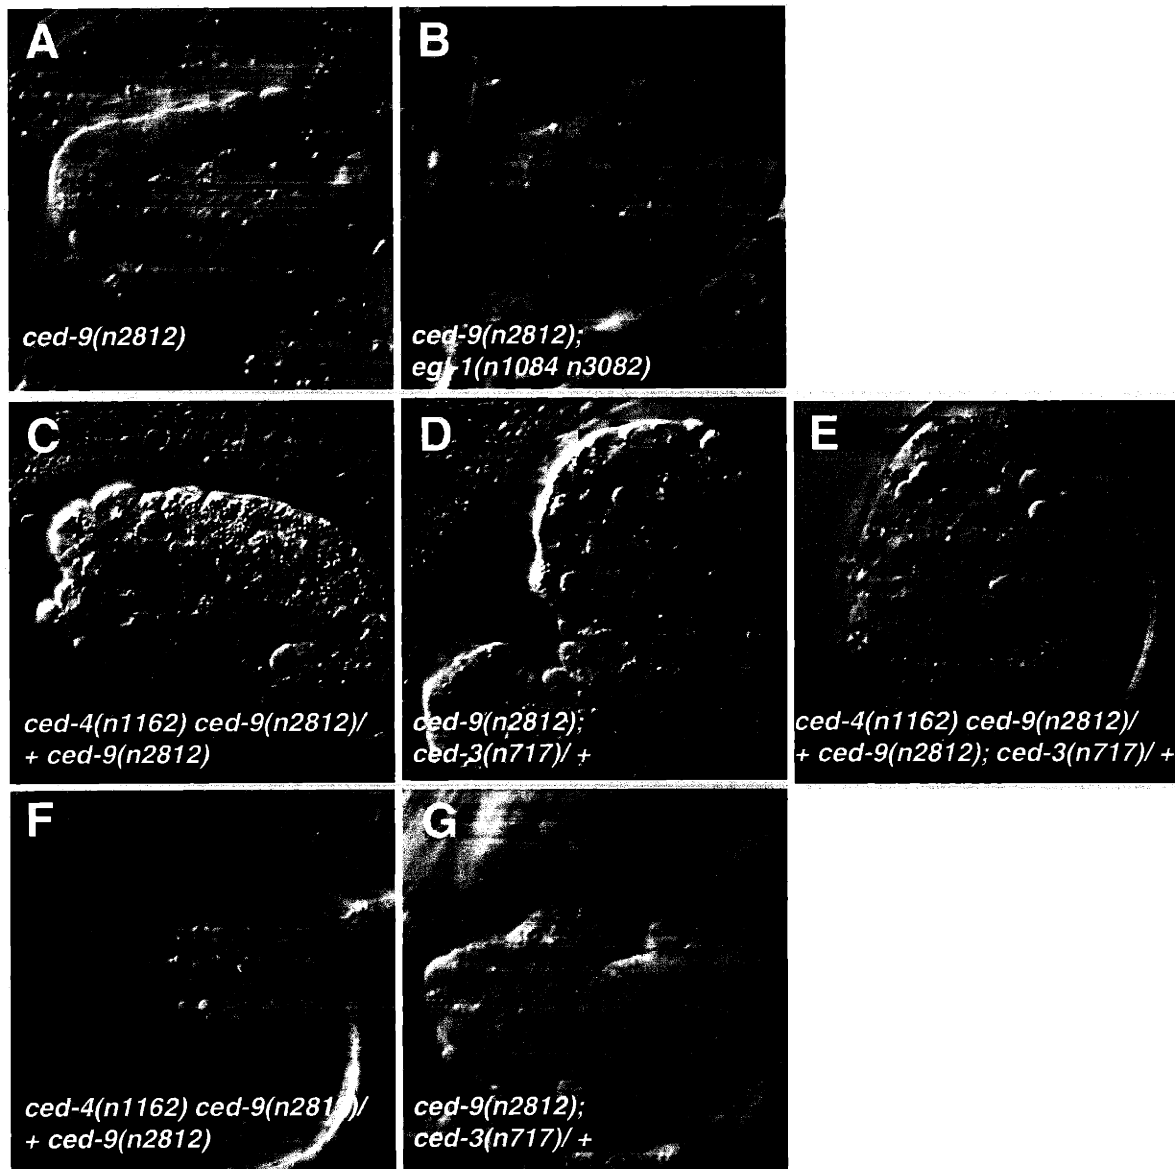 A
ced-9(n2812)
B
ced-9(n2812);
egl-1(n1084 n3082)
C
ced-4(n1162) ced-9(n2812)/
+ ced-9(n2812)
D
ced-9(n2812);
ced-3(n717)/ +
E
ced-4(n1162) ced-9(n2812)/
+ ced-9(n2812); ced-3(n717)/ +
F
ced-4(n1162) ced-9(n2812)/
+ ced-9(n2812)
G
ced-9(n2812);
ced-3(n717)/ +